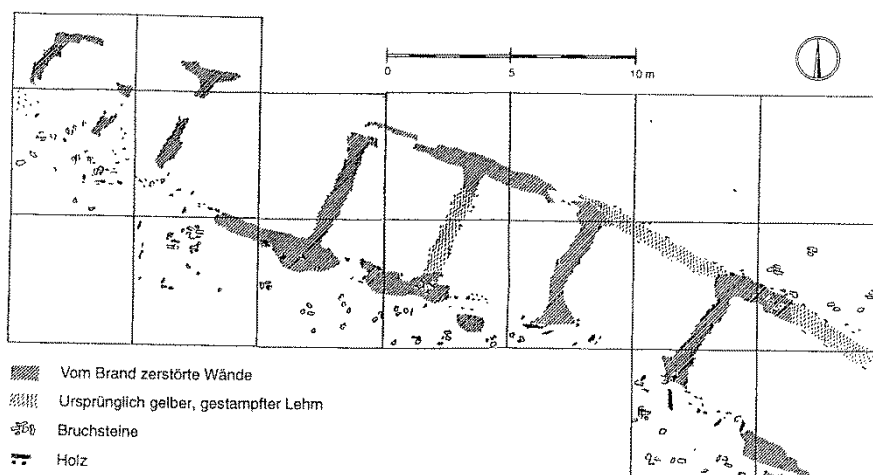 0 5 10 m
Vom Brand zerstörte Wände
Ursprünglich gelber, gestampfter Lehm
Bruchsteine
Holz